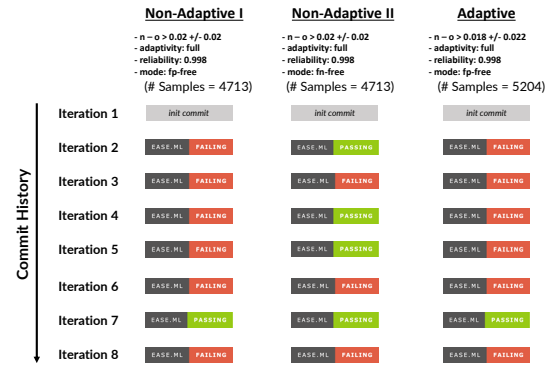 Non-Adaptive I Non-Adaptive II Adaptive
- n – o > 0.02 +/- 0.02 - n – o > 0.02 +/- 0.02 - n – o > 0.018 +/- 0.022
- adaptivity: full - adaptivity: full - adaptivity: full
- reliability: 0.998 - reliability: 0.998 - reliability: 0.998
- mode: fp-free - mode: fn-free - mode: fp-free
(# Samples = 4713) (# Samples = 4713) (# Samples = 5204)
Iteration 1 init commit init commit init commit
Iteration 2 EASE.ML FAILING EASE.ML PASSING EASE.ML FAILING
Iteration 3 EASE.ML FAILING EASE.ML FAILING EASE.ML FAILING
Iteration 4 EASE.ML FAILING EASE.ML PASSING EASE.ML FAILING
Iteration 5 EASE.ML FAILING EASE.ML PASSING EASE.ML FAILING
Iteration 6 EASE.ML FAILING EASE.ML FAILING EASE.ML FAILING
Iteration 7 EASE.ML PASSING EASE.ML PASSING EASE.ML PASSING
Iteration 8 EASE.ML FAILING EASE.ML FAILING EASE.ML FAILING
Commit History